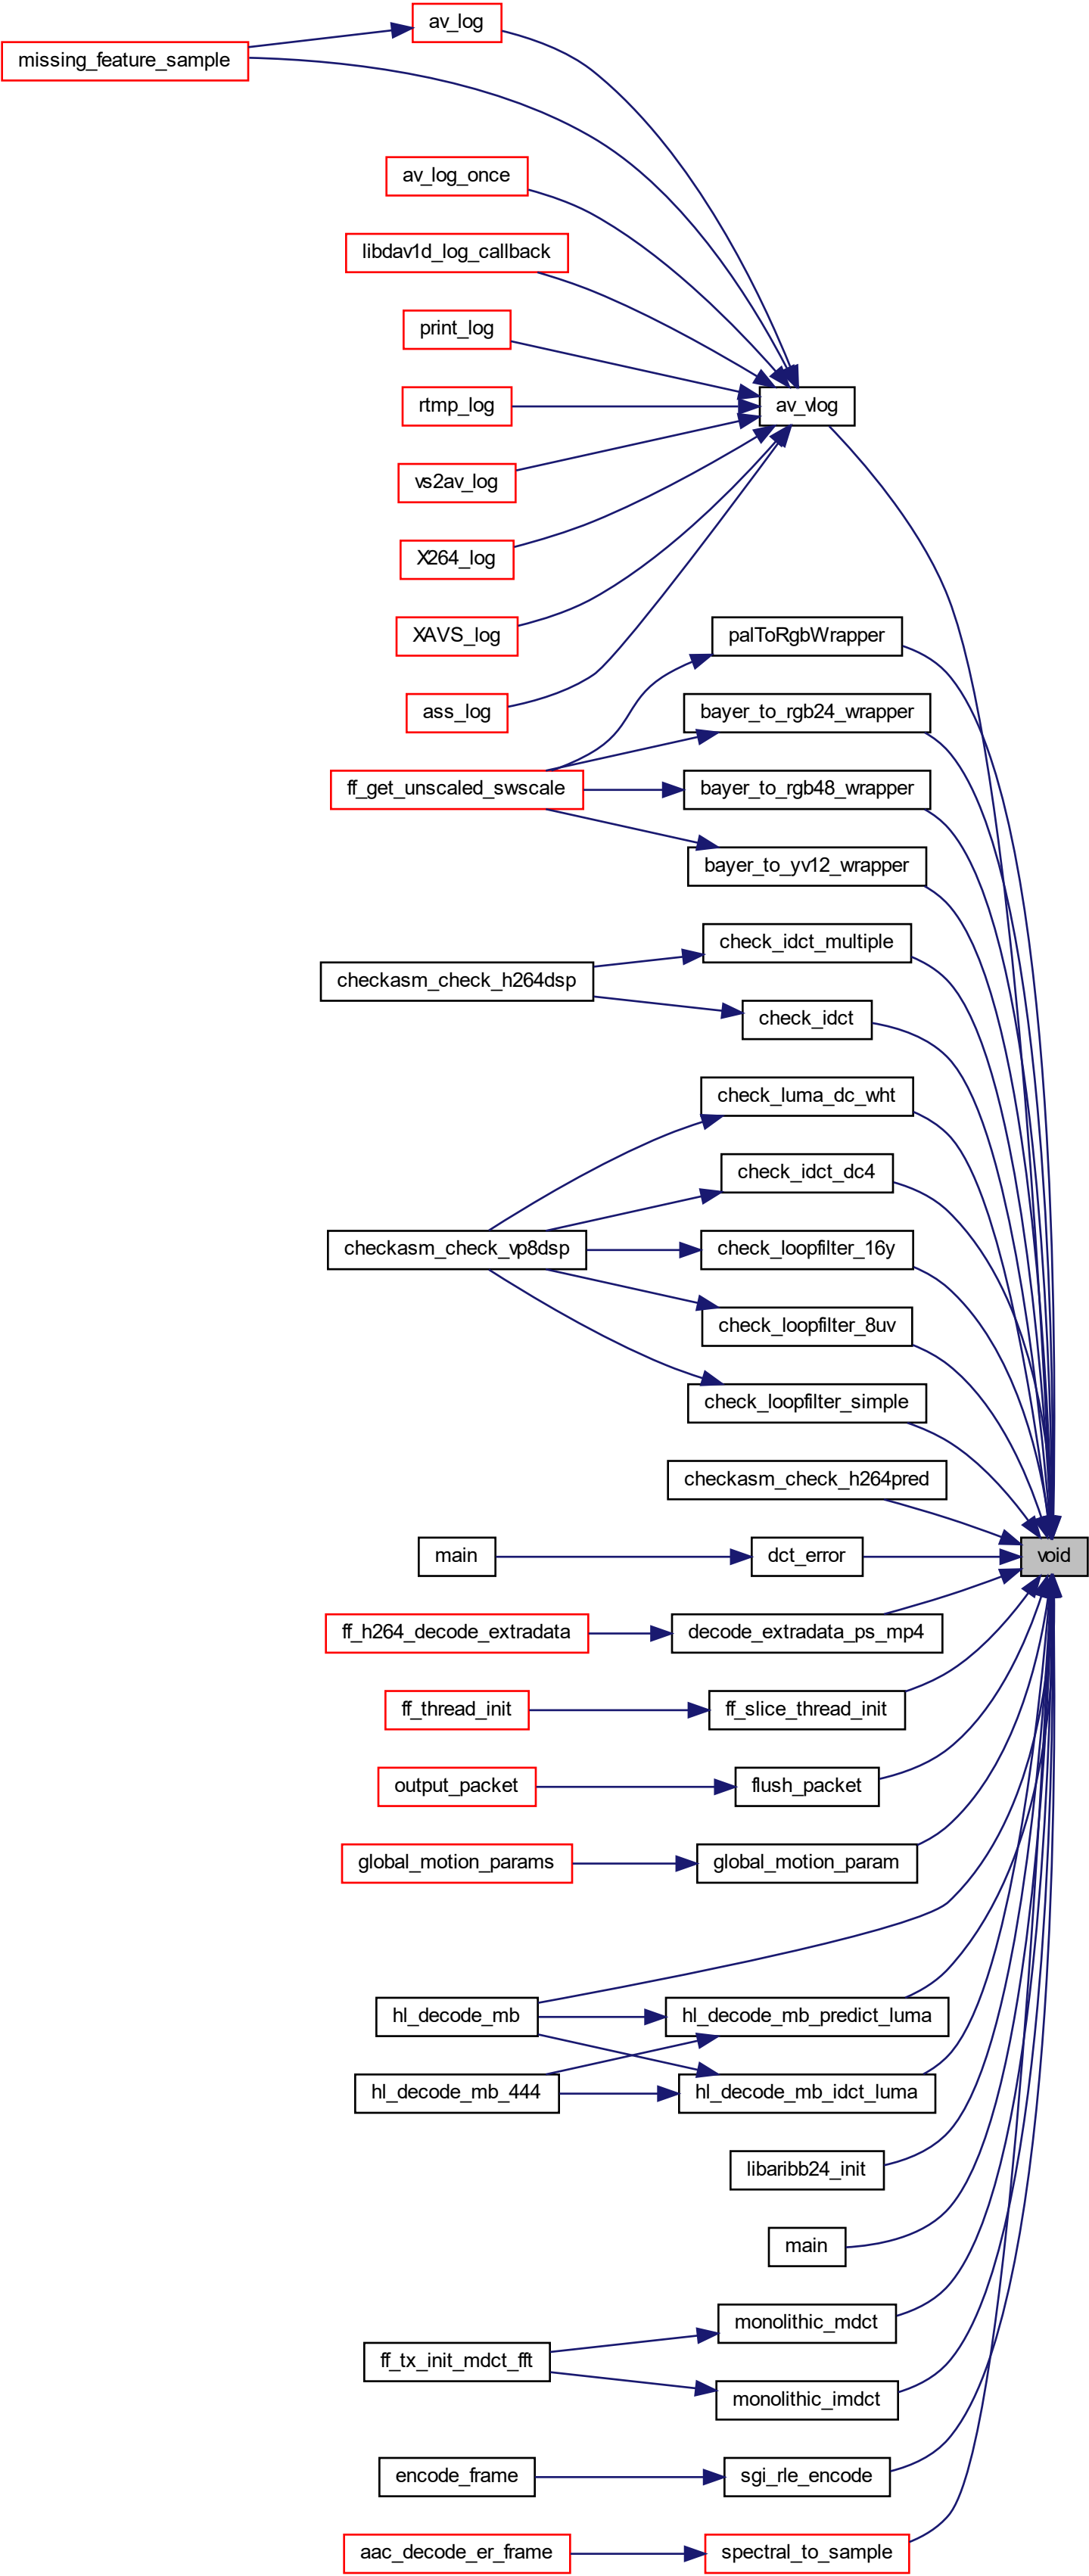 av_log
missing_feature_sample
av_log_once
libdav1d_log_callback
print_log
av_vlog
rtmp_log
vs2av_log
X264_log
XAVS_log
palToRgbWrapper
ass_log
bayer_to_rgb24_wrapper
ff_get_unscaled_swscale
bayer_to_rgb48_wrapper
bayer_to_yv12_wrapper
check_idct_multiple
checkasm_check_h264dsp
check_idct
check_luma_dc_wht
check_idct_dc4
checkasm_check_vp8dsp
check_loopfilter_16y
check_loopfilter_8uv
check_loopfilter_simple
checkasm_check_h264pred
main
dct_error
void
ff_h264_decode_extradata
decode_extradata_ps_mp4
ff_thread_init
ff_slice_thread_init
output_packet
flush_packet
global_motion_params
global_motion_param
hl_decode_mb
hl_decode_mb_predict_luma
hl_decode_mb_444
hl_decode_mb_idct_luma
libaribb24_init
main
monolithic_mdct
ff_tx_init_mdct_fft
monolithic_imdct
encode_frame
sgi_rle_encode
aac_decode_er_frame
spectral_to_sample